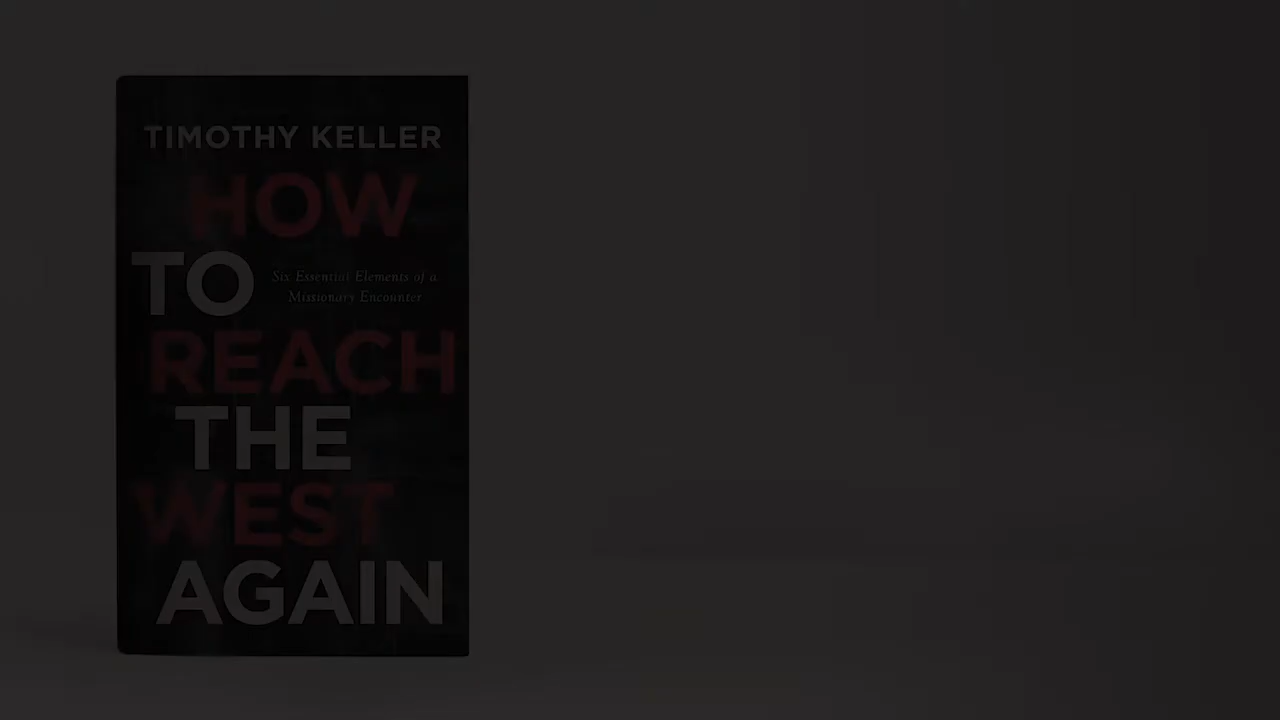 TIMOTHY KELLER
HOW
TO
Six Essential Elements of a
Missionary Encounter
REACH
THE
WEST
AGAIN